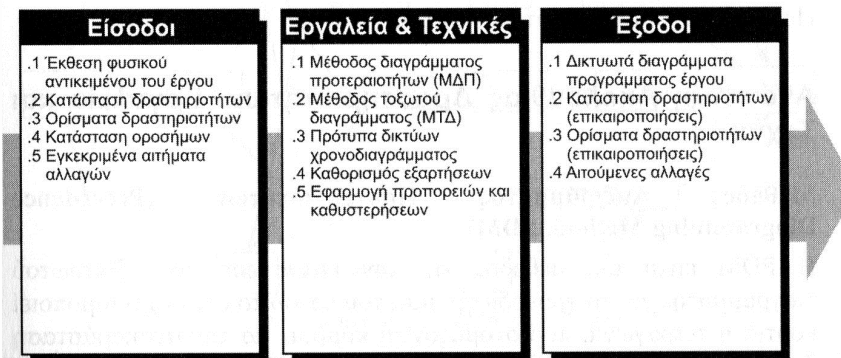 Είσοδοι
.1 Έκθεση φυσικού
αντικειμένου του έργου
.2 Κατάσταση δραστηριοτήτων
.3 Ορίσματα δραστηριοτήτων
.4 Κατάσταση οροσήμων
.5 Εγκεκριμένα αιτήματα
αλλαγών
Εργαλεία & Τεχνικές
.1 Μέθοδος διαγράμματος
προτεραιοτήτων (ΜΔΠ)
.2 Μέθοδος τοξωτού
διαγράμματος (ΜΤΔ)
.3 Πρότυπα δικτύων
χρονοδιαγράμματος
.4 Καθορισμός εξαρτήσεων
.5 Εφαρμογή προπορειών και
καθυστερήσεων
Έξοδοι
.1 Δικτυωτά διαγράμματα
προγράμματος έργου
.2 Κατάσταση δραστηριοτήτων
(επικαιροποιήσεις)
.3 Ορίσματα δραστηριοτήτων
(επικαιροποιήσεις)
.4 Αιτούμενες αλλαγές